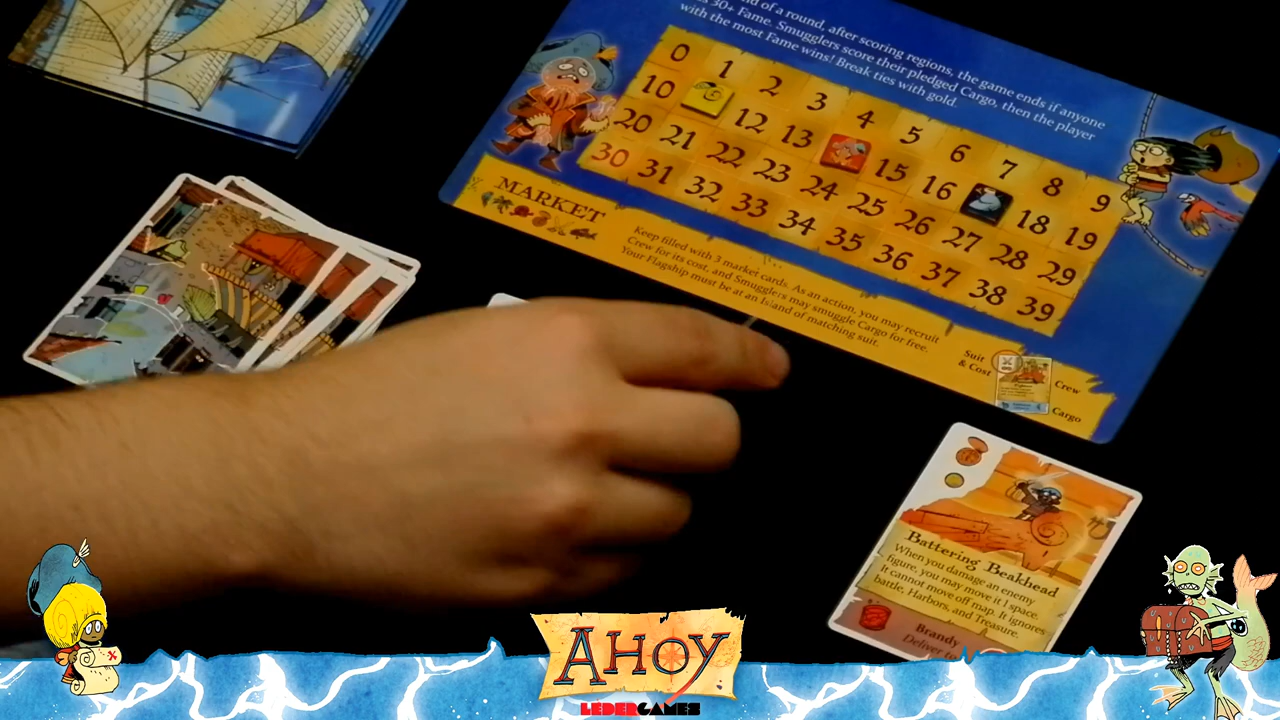 nd of a round, after scoring regions, the game ends if anyone
s 30+ Fame. Smugglers score their pledged Cargo, then the player
with the most Fame wins! Break ties with gold.
0 1 2 3 4 5 6 7 8 9
10 12 13 15 16 18 19
20 21 22 23 24 25 26 27 28 29
30 31 32 33 34 35 36 37 38 39
MARKET
Keep filled with 3 market cards. As an action, you may recruit
Crew for its cost, and Smugglers may smuggle Cargo for free.
Your Flagship must be at an Island of matching suit.
Suit
& Cost
Crew
Cargo
Battering Beakhead
When you damage an enemy
figure, you may move it 1 space.
It cannot move off map. It ignores
battle, Harbors, and Treasure.
Brandy
Deliver to
AHOY
LEDERGAMES